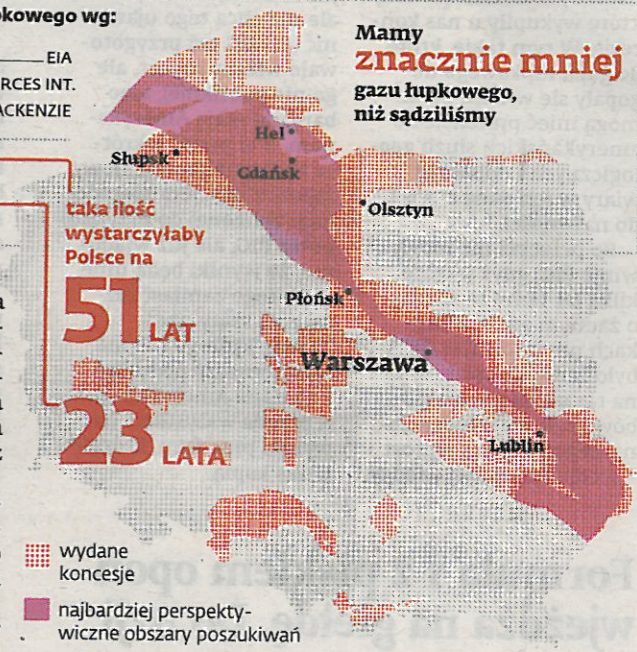 pkowego wg:
EIA
RCES INT.
ACKENZIE
Mamy
znacznie mniej
gazu łupkowego,
niż sądziliśmy
Hel
Słupsk
Gdańsk
Olsztyn
taka ilość
wystarczyłaby
Polsce na
51 LAT
Płońsk
Warszawa
23 LATA
Lublin
wydane
koncesje
najbardziej perspekty-
wiczne obszary poszukiwań